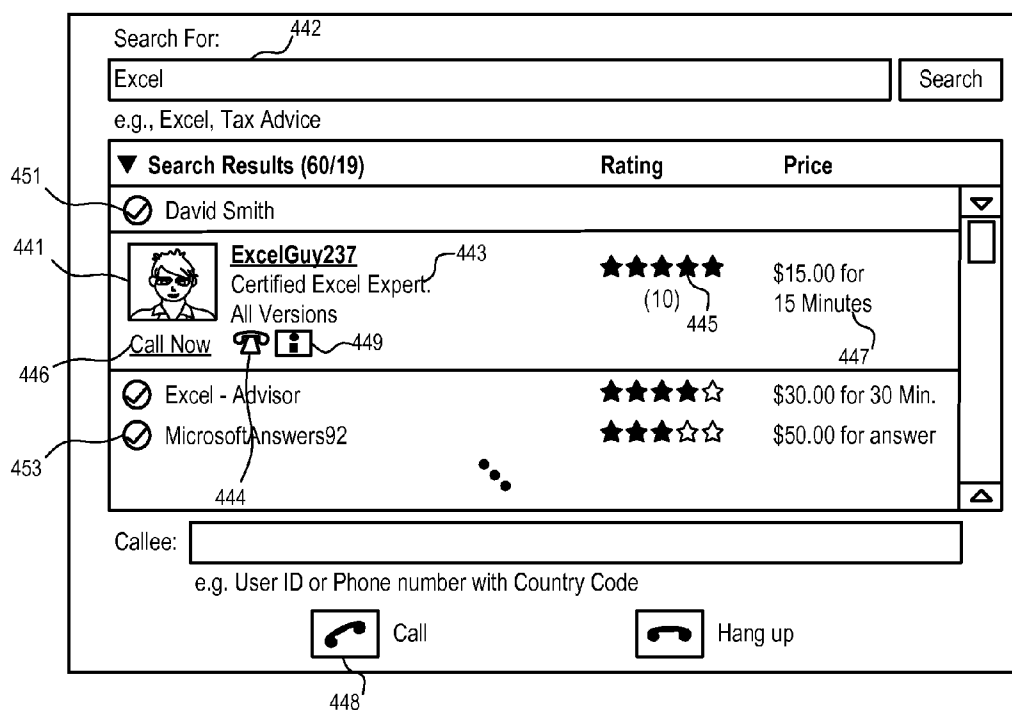 Search For:
442
Excel
Search
e.g., Excel, Tax Advice
▼ Search Results (60/19) Rating Price
451
David Smith
441
ExcelGuy237
443
Certified Excel Expert:
All Versions
(10)
445
$15.00 for
15 Minutes
447
446
Call Now
449
Excel - Advisor
$30.00 for 30 Min.
MicrosoftAnswers92
$50.00 for answer
453
444
Callee:
e.g. User ID or Phone number with Country Code
Call
Hang up
448